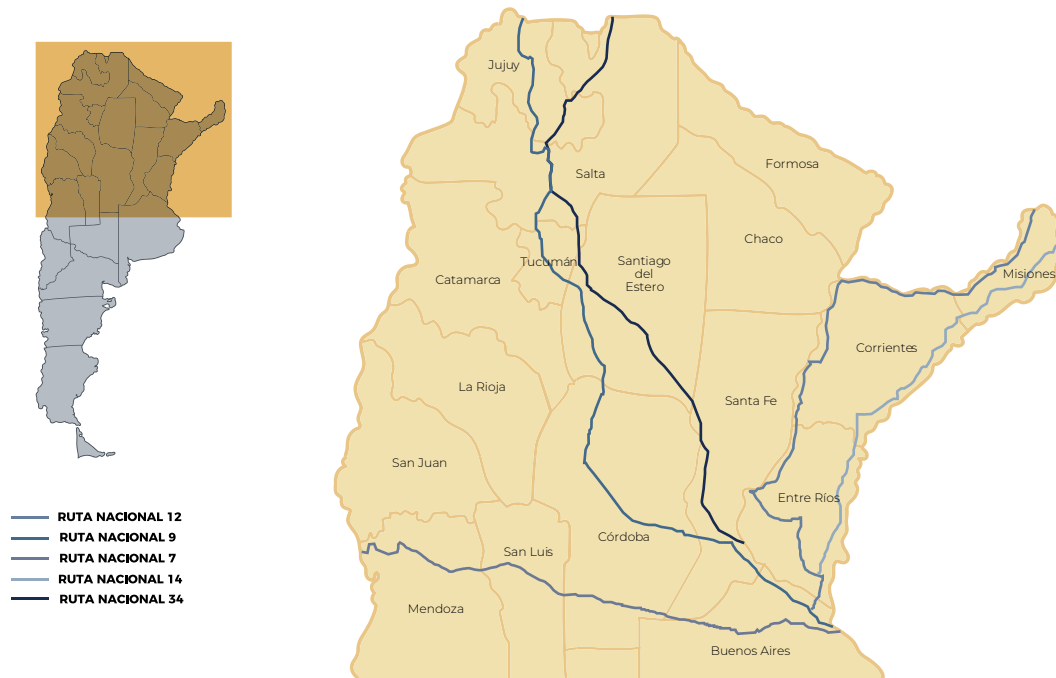 Jujuy
Salta
Formosa
Chaco
Tucumán
Santiago
del
Estero
Catamarca
Misiones
Corrientes
La Rioja
Santa Fe
San Juan
Entre Ríos
Córdoba
San Luis
Mendoza
Buenos Aires
RUTA NACIONAL 12
RUTA NACIONAL 9
RUTA NACIONAL 7
RUTA NACIONAL 14
RUTA NACIONAL 34